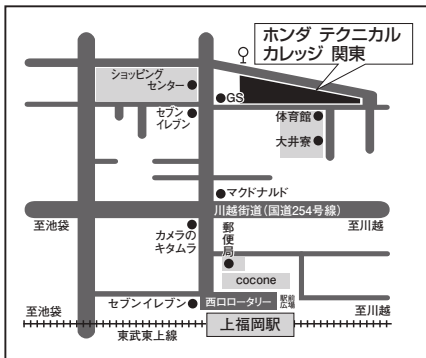 ホンダ テクニカル
カレッジ 関東
ショッピング
センター
GS
セブン
イレブン
体育館
大井寮
マクドナルド
川越街道(国道254号線)
至池袋
至川越
カメラの
キタムラ
郵便局
cocone
セブンイレブン
西口ロータリー
駅前
広場
至池袋
至川越
上福岡駅
東武東上線